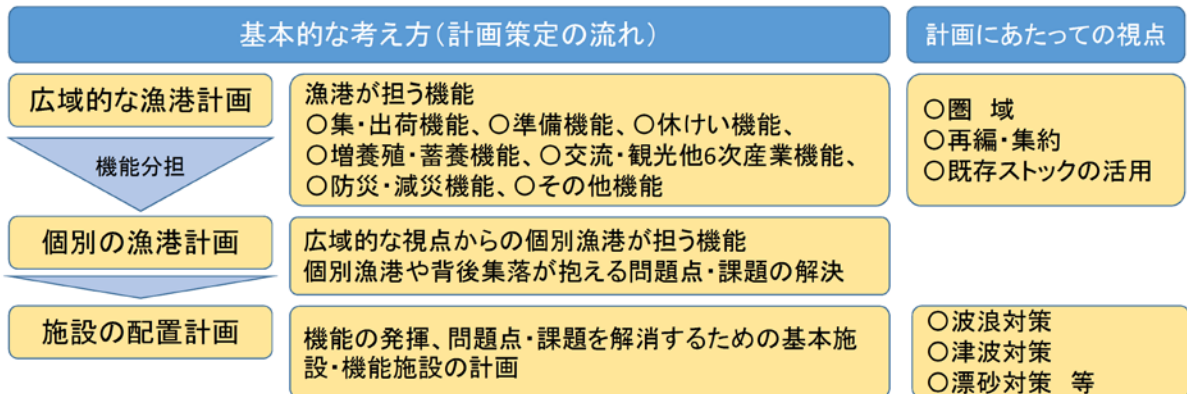 基本的な考え方(計画策定の流れ)
計画にあたっての視点
広域的な漁港計画
漁港が担う機能
○集・出荷機能、○準備機能、○休けい機能、
○増養殖・蓄養機能、○交流・観光他6次産業機能、
○防災・減災機能、○その他機能
○圏　域
○再編・集約
○既存ストックの活用
機能分担
個別の漁港計画
広域的な視点からの個別漁港が担う機能
個別漁港や背後集落が抱える問題点・課題の解決
施設の配置計画
機能の発揮、問題点・課題を解消するための基本施
設・機能施設の計画
○波浪対策
○津波対策
○漂砂対策　等